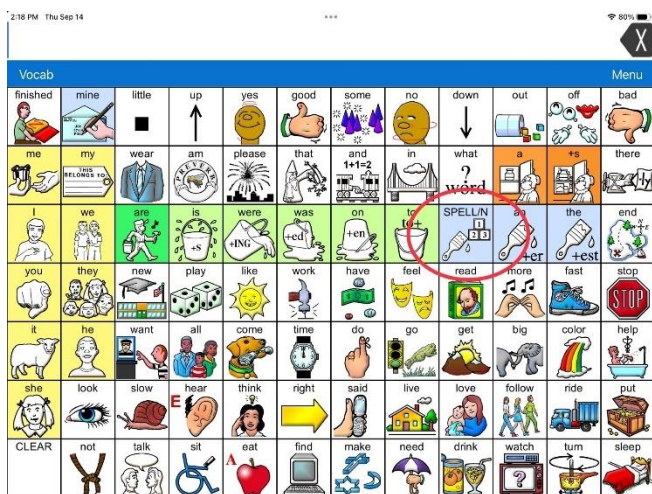 2:18 PM Thu Sep 14
80%
X
Vocab Menu
finished mine little up yes good some no down out off bad
me my wear am please that and in what a +s there
THIS BELONGS TO
1+1=2
?
word
I we are is were was on to SPELL/N an the end
+S +ING +ed +en to+ 1 2 3 +er +est
you they new play like work have feel read more fast stop
STOP
it he want all come time do go get big color help
she look slow hear think right said live love follow ride put
E
CLEAR not talk sit eat find make need drink watch turn sleep
A
?